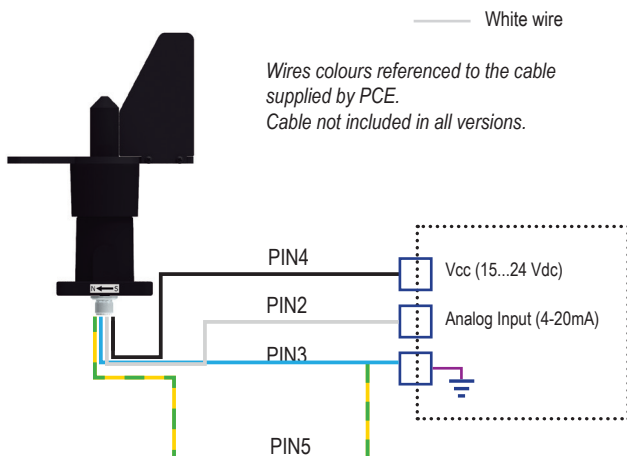 White wire
Wires colours referenced to the cable
supplied by PCE.
Cable not included in all versions.
N S
PIN4
Vcc (15...24 Vdc)
PIN2
Analog Input (4-20mA)
PIN3
PIN5